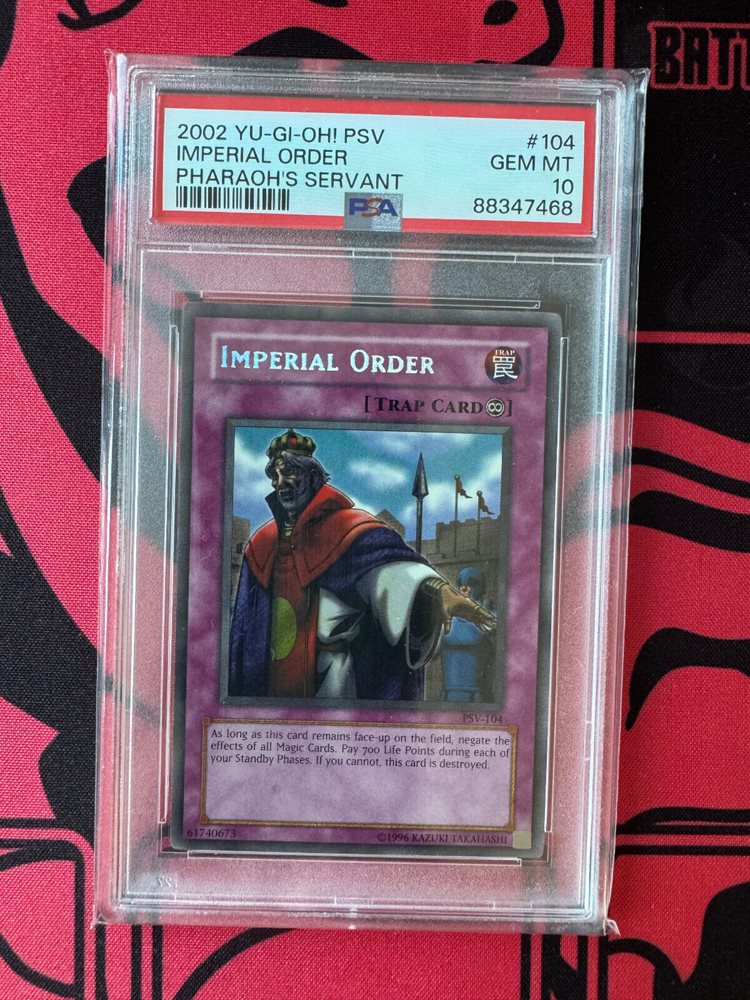 BATT
2002 YU-GI-OH! PSV #104
IMPERIAL ORDER GEM MT
PHARAOH'S SERVANT 10
PSA 88347468
IMPERIAL ORDER
TRAP
罠
[TRAP CARD∞]
PSV-104
As long as this card remains face-up on the field, negate the
effects of all Magic Cards. Pay 700 Life Points during each of
your Standby Phases. If you cannot, this card is destroyed.
61740673 ©1996 KAZUKI TAKAHASHI